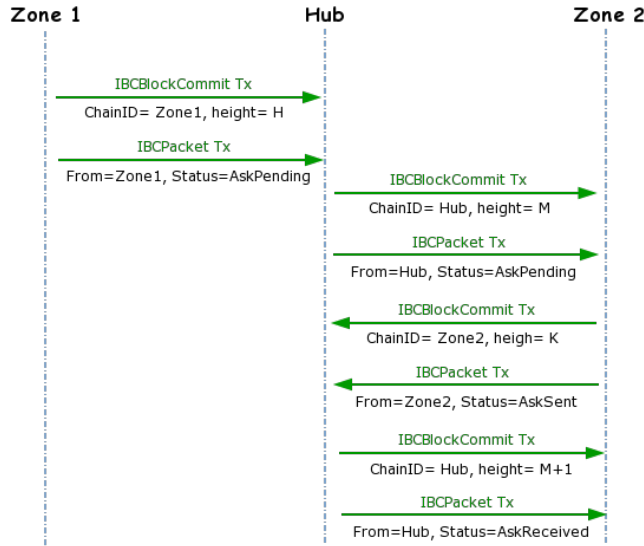 Zone 1 Hub Zone 2
IBCBlockCommit Tx
ChainID= Zone1, height= H
IBCPacket Tx
From=Zone1, Status=AskPending
IBCBlockCommit Tx
ChainID= Hub, height= M
IBCPacket Tx
From=Hub, Status=AskPending
IBCBlockCommit Tx
ChainID= Zone2, heigh= K
IBCPacket Tx
From=Zone2, Status=AskSent
IBCBlockCommit Tx
ChainID= Hub, height= M+1
IBCPacket Tx
From=Hub, Status=AskReceived